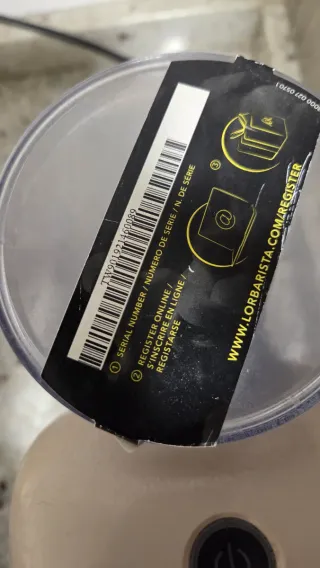 TW901921460089
① SERIAL NUMBER / NUMÉRO DE SÉRIE / N. DE SERIE
② REGISTER ONLINE /
S'INSCRIRE EN LIGNE /
REGISTARSE
③
@
WWW.LORBARISTA.COM/REGISTER